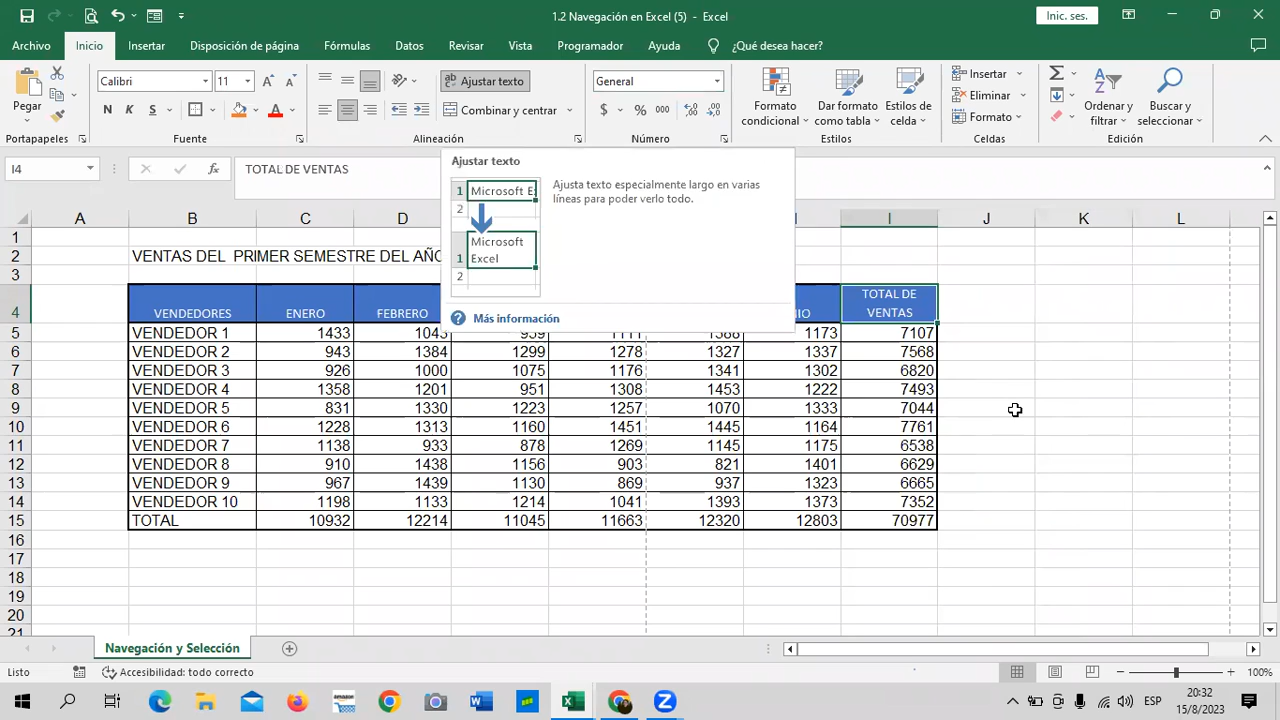 1.2 Navegación en Excel (5) - Excel
Inic. ses.
Archivo Inicio Insertar Disposición de página Fórmulas Datos Revisar Vista Programador Ayuda ¿Qué desea hacer?
Pegar
Calibri 11
N K S
Ajustar texto
Combinar y centrar
General
$ % 000
Formato condicional
Dar formato como tabla
Estilos de celda
Insertar
Eliminar
Formato
Ordenar y filtrar
Buscar y seleccionar
Portapapeles Fuente Alineación Número Estilos Celdas Edición
I4 fx TOTAL DE VENTAS
Ajustar texto
Ajusta texto especialmente largo en varias
líneas para poder verlo todo.
1 Microsoft E
2
Microsoft
1 Excel
2
Más información
A B C D I J K L
1
2 VENTAS DEL PRIMER SEMESTRE DEL AÑO
3
4 VENDEDORES ENERO FEBRERO TOTAL DE VENTAS
5 VENDEDOR 1 1433 1043 959 1111 1388 1173 7107
6 VENDEDOR 2 943 1384 1299 1278 1327 1337 7568
7 VENDEDOR 3 926 1000 1075 1176 1341 1302 6820
8 VENDEDOR 4 1358 1201 951 1308 1453 1222 7493
9 VENDEDOR 5 831 1330 1223 1257 1070 1333 7044
10 VENDEDOR 6 1228 1313 1160 1451 1445 1164 7761
11 VENDEDOR 7 1138 933 878 1269 1145 1175 6538
12 VENDEDOR 8 910 1438 1156 903 821 1401 6629
13 VENDEDOR 9 967 1439 1130 869 937 1323 6665
14 VENDEDOR 10 1198 1133 1214 1041 1393 1373 7352
15 TOTAL 10932 12214 11045 11663 12320 12803 70977
16
17
18
19
20
21
Navegación y Selección
Listo Accesibilidad: todo correcto 100%
ESP
20:32
15/8/2023